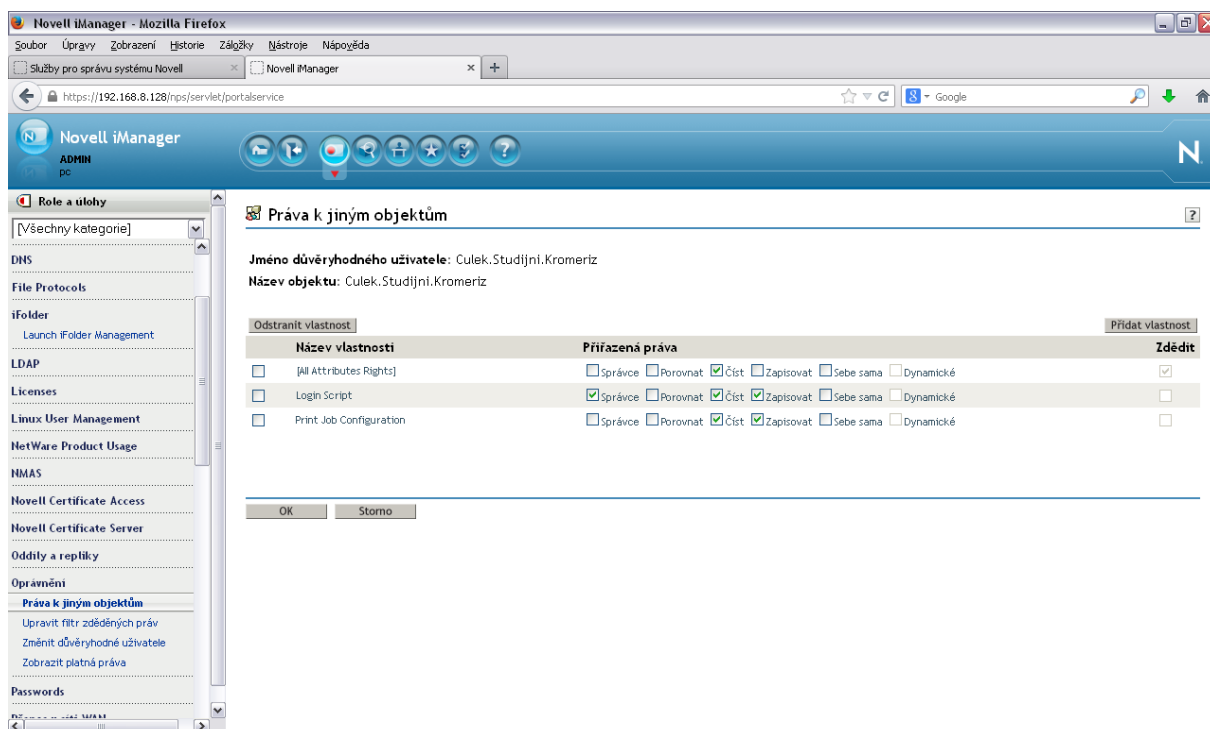 Novell iManager - Mozilla Firefox
Soubor Úpravy Zobrazení Historie Záložky Nástroje Nápověda
Služby pro správu systému Novell × Novell iManager × +
https://192.168.8.128/nps/servlet/portalservice Google
Novell iManager
ADMIN
pc
N
Role a úlohy
[Všechny kategorie]
DNS
File Protocols
iFolder
Launch iFolder Management
LDAP
Licenses
Linux User Management
NetWare Product Usage
NMAS
Novell Certificate Access
Novell Certificate Server
Oddíly a repliky
Oprávnění
Práva k jiným objektům
Upravit filtr zděděných práv
Změnit důvěryhodné uživatele
Zobrazit platná práva
Passwords
Práva k jiným objektům ?
Jméno důvěryhodného uživatele: Culek.Studijni.Kromeriz
Název objektu: Culek.Studijni.Kromeriz
Odstranit vlastnost Přidat vlastnost
Název vlastnosti Přiřazená práva Zdědit
[All Attributes Rights] Správce Porovnat Číst Zapisovat Sebe sama Dynamické
Login Script Správce Porovnat Číst Zapisovat Sebe sama Dynamické
Print Job Configuration Správce Porovnat Číst Zapisovat Sebe sama Dynamické
OK Storno